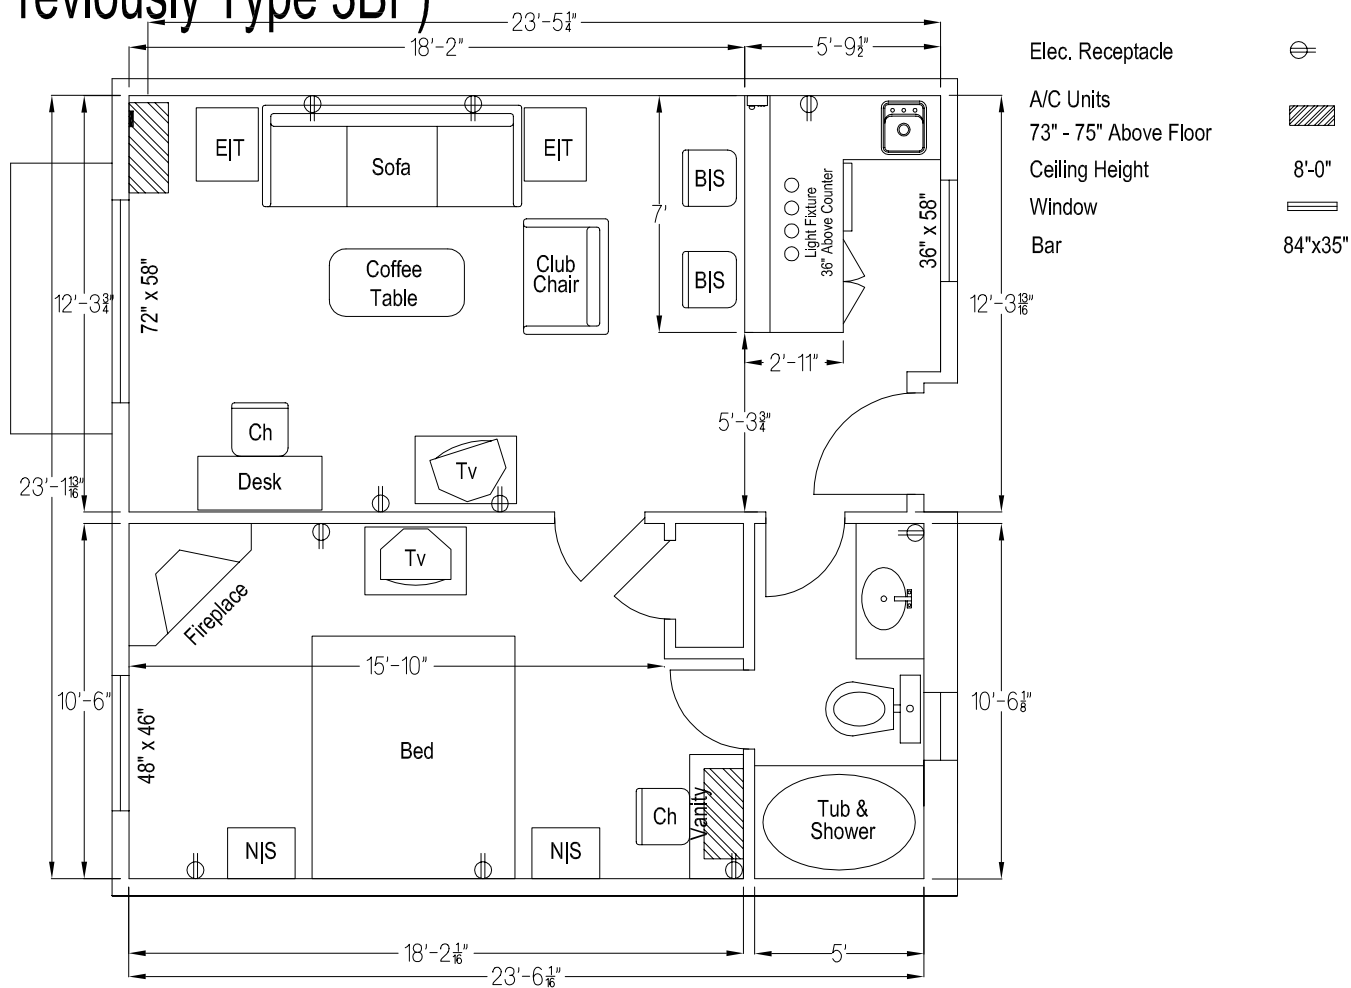 reviously Type 3BF)
23'-5¼"
18'-2"
5'-9½"
Elec. Receptacle
A/C Units
73" - 75" Above Floor
Ceiling Height 8'-0"
Window
Bar 84"x35"
E|T
Sofa
E|T
B|S
7'
Light Fixture
36" Above Counter
36" x 58"
Coffee
Table
Club
Chair
B|S
72" x 58"
12'-3¾"
12'-3 13/16"
2'-11"
5'-3¾"
Ch
Desk
Tv
23'-1 13/16"
Tv
Fireplace
15'-10"
10'-6"
10'-6⅛"
48" x 46"
Bed
Ch
Vanity
Tub &
Shower
N|S
N|S
18'-2 1/16"
5'
23'-6 1/16"